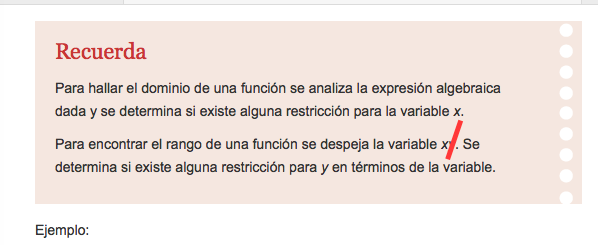 Recuerda
Para hallar el dominio de una función se analiza la expresión algebraica
dada y se determina si existe alguna restricción para la variable x.
Para encontrar el rango de una función se despeja la variable x. Se
determina si existe alguna restricción para y en términos de la variable.
Ejemplo: